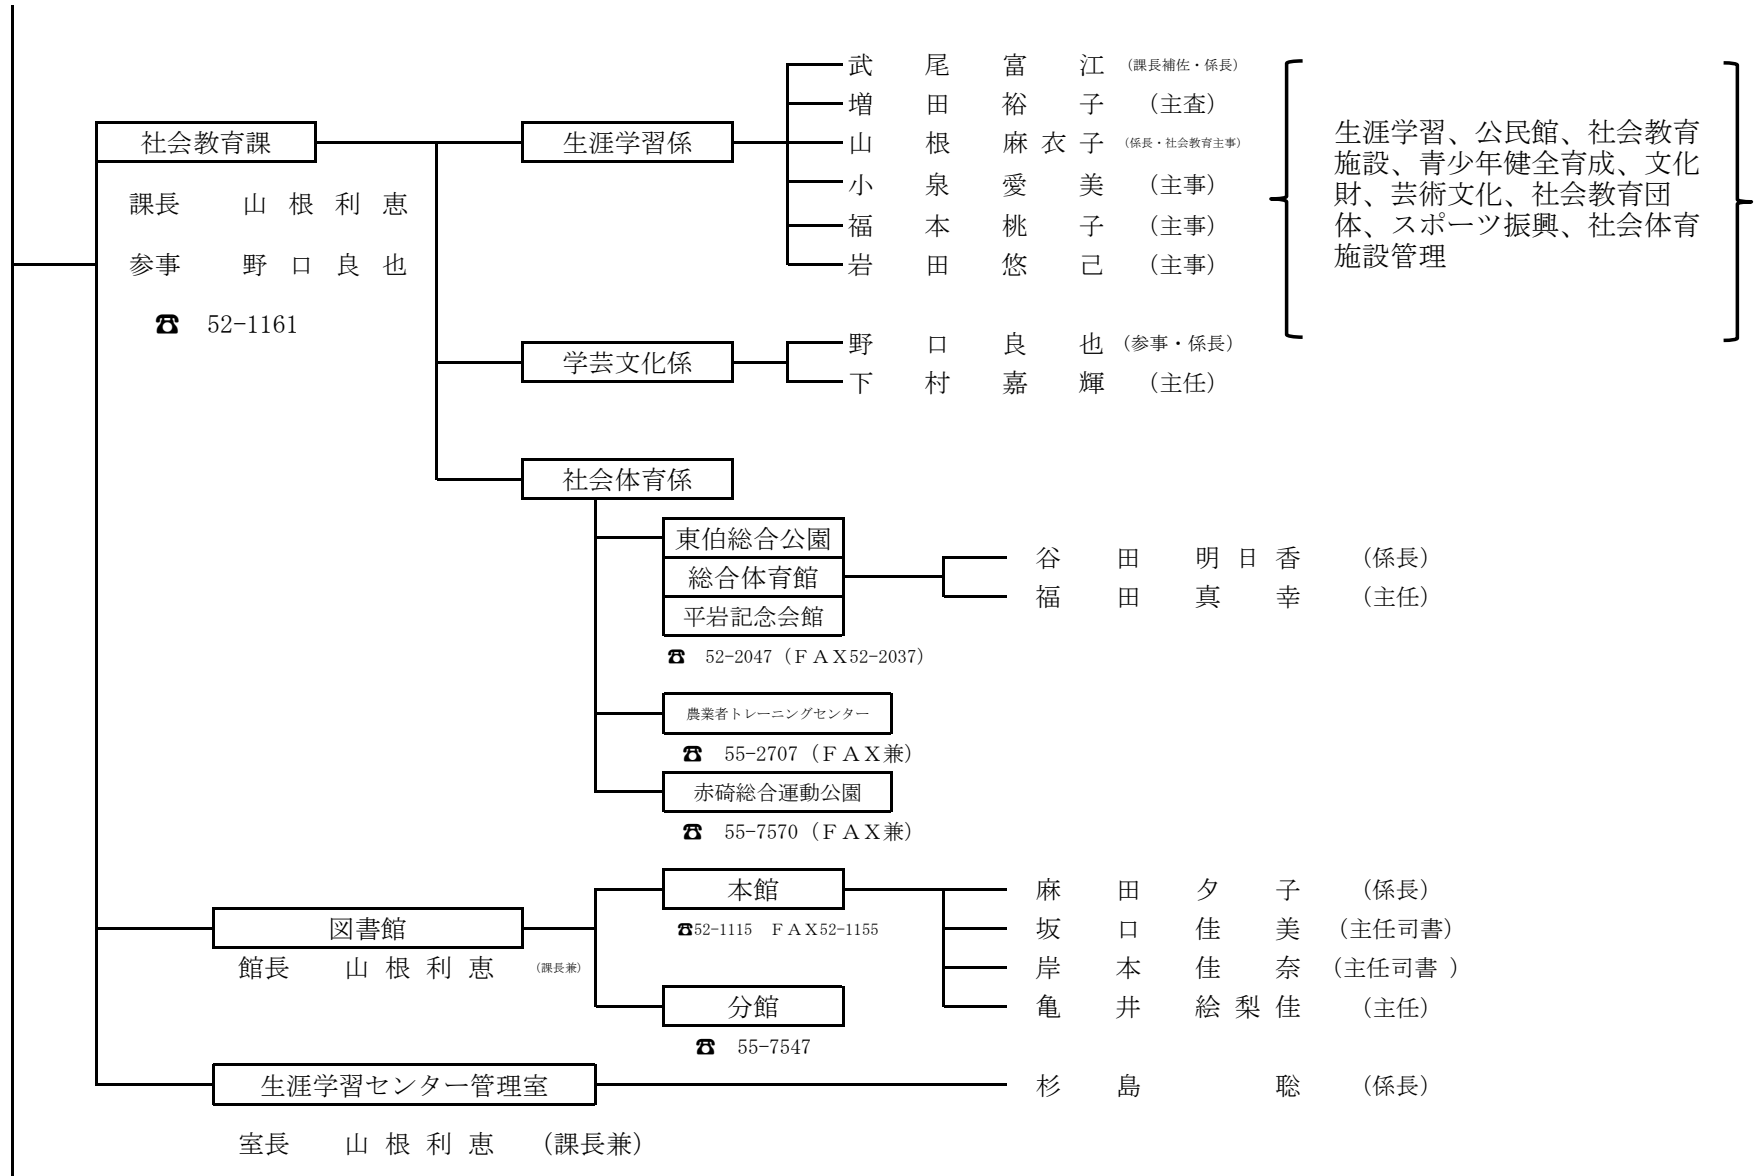 社会教育課
課長　山根利恵
参事　野口良也
☎　52-1161
生涯学習係
武尾富江（課長補佐・係長）
増田裕子（主査）
山根麻衣子（係長・社会教育主事）
小泉愛美（主事）
福本桃子（主事）
岩田悠己（主事）
生涯学習、公民館、社会教育
施設、青少年健全育成、文化
財、芸術文化、社会教育団
体、スポーツ振興、社会体育
施設管理
学芸文化係
野口良也（参事・係長）
下村嘉輝（主任）
社会体育係
東伯総合公園
総合体育館
平岩記念会館
☎　52-2047（ＦＡＸ52-2037）
谷田明日香（係長）
福田真幸（主任）
農業者トレーニングセンター
☎　55-2707（ＦＡＸ兼）
赤碕総合運動公園
☎　55-7570（ＦＡＸ兼）
図書館
館長　山根利恵（課長兼）
本館
☎52-1115　ＦＡＸ52-1155
麻田夕子（係長）
坂口佳美（主任司書）
岸本佳奈（主任司書 ）
亀井絵梨佳（主任）
分館
☎　55-7547
生涯学習センター管理室
室長　山根利恵（課長兼）
杉島聡（係長）